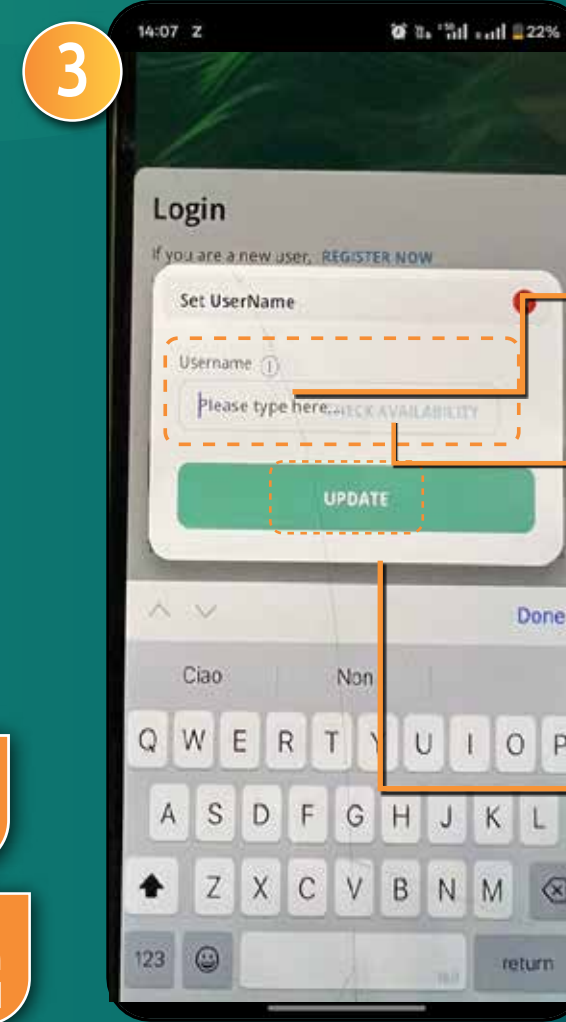 3
14:07 Z
22%
Login
If you are a new user, REGISTER NOW
Set UserName
Username
Please type here... CHECK AVAILABILITY
UPDATE
Done
Ciao Non
Q W E R T Y U I O P
A S D F G H J K L
Z X C V B N M
123 return